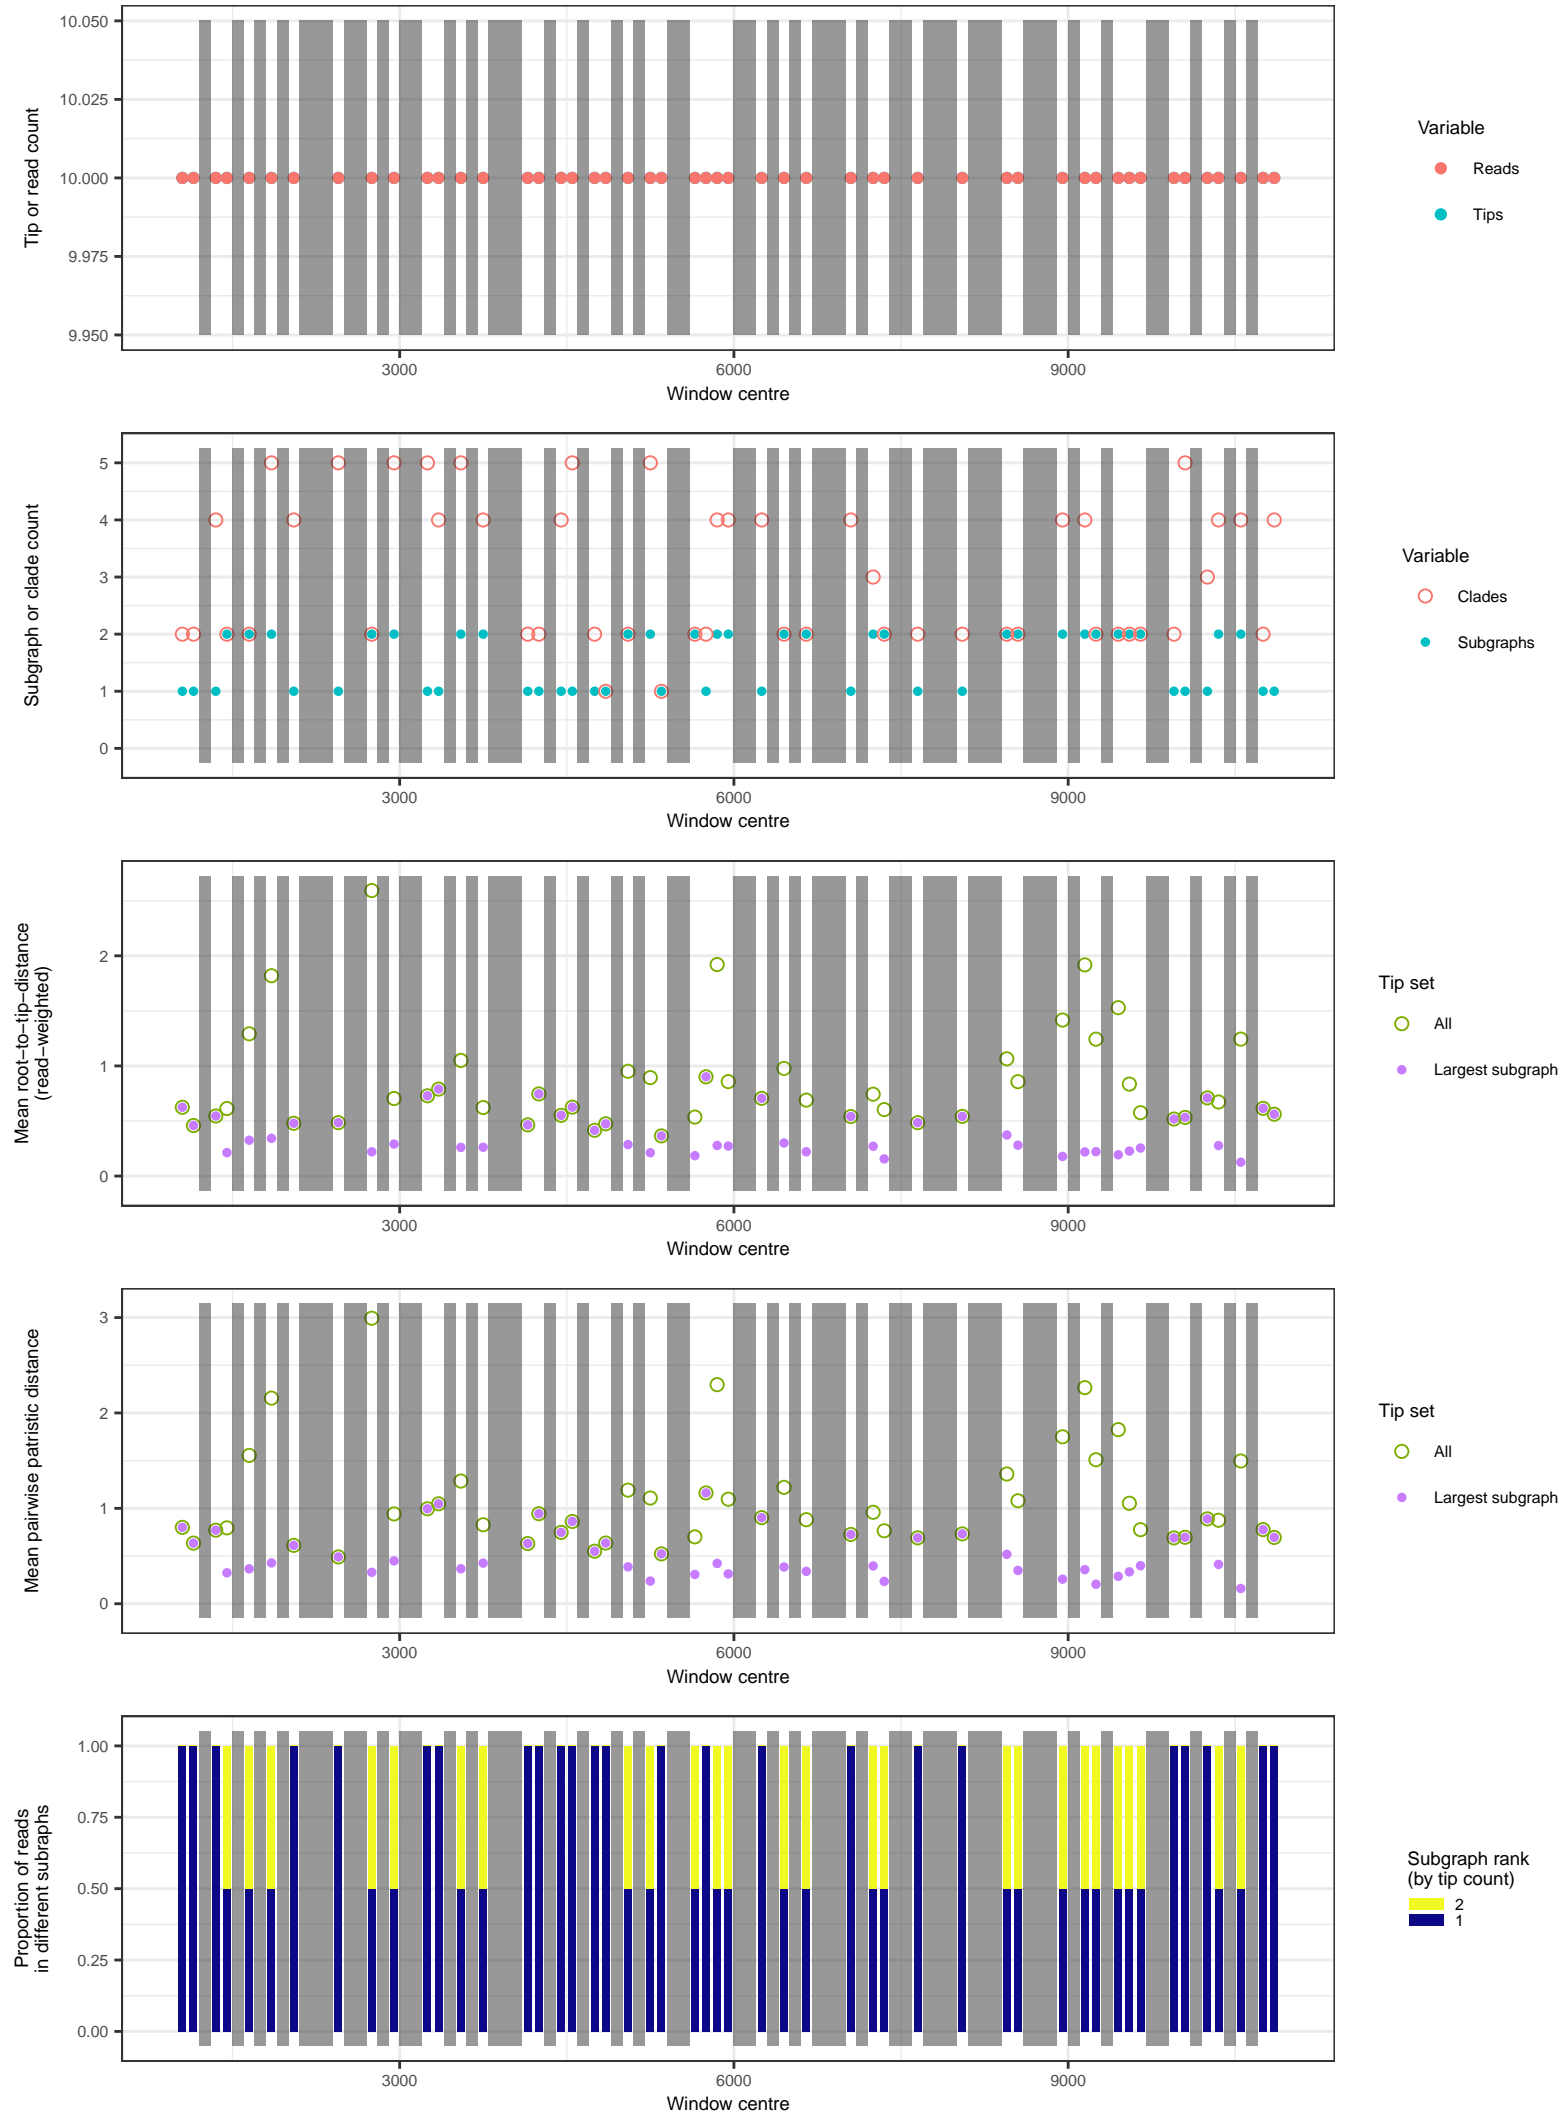 10.050
10.025
10.000
9.975
9.950
Tip or read count
3000
6000
9000
Window centre
Variable
Reads
Tips
5
4
3
2
1
0
Subgraph or clade count
3000
6000
9000
Window centre
Variable
Clades
Subgraphs
2
1
0
Mean root−to−tip−distance
(read−weighted)
3000
6000
9000
Window centre
Tip set
All
Largest subgraph
3
2
1
0
Mean pairwise patristic distance
3000
6000
9000
Window centre
Tip set
All
Largest subgraph
1.00
0.75
0.50
0.25
0.00
Proportion of reads
in different subraphs
3000
6000
9000
Window centre
Subgraph rank
(by tip count)
2
1